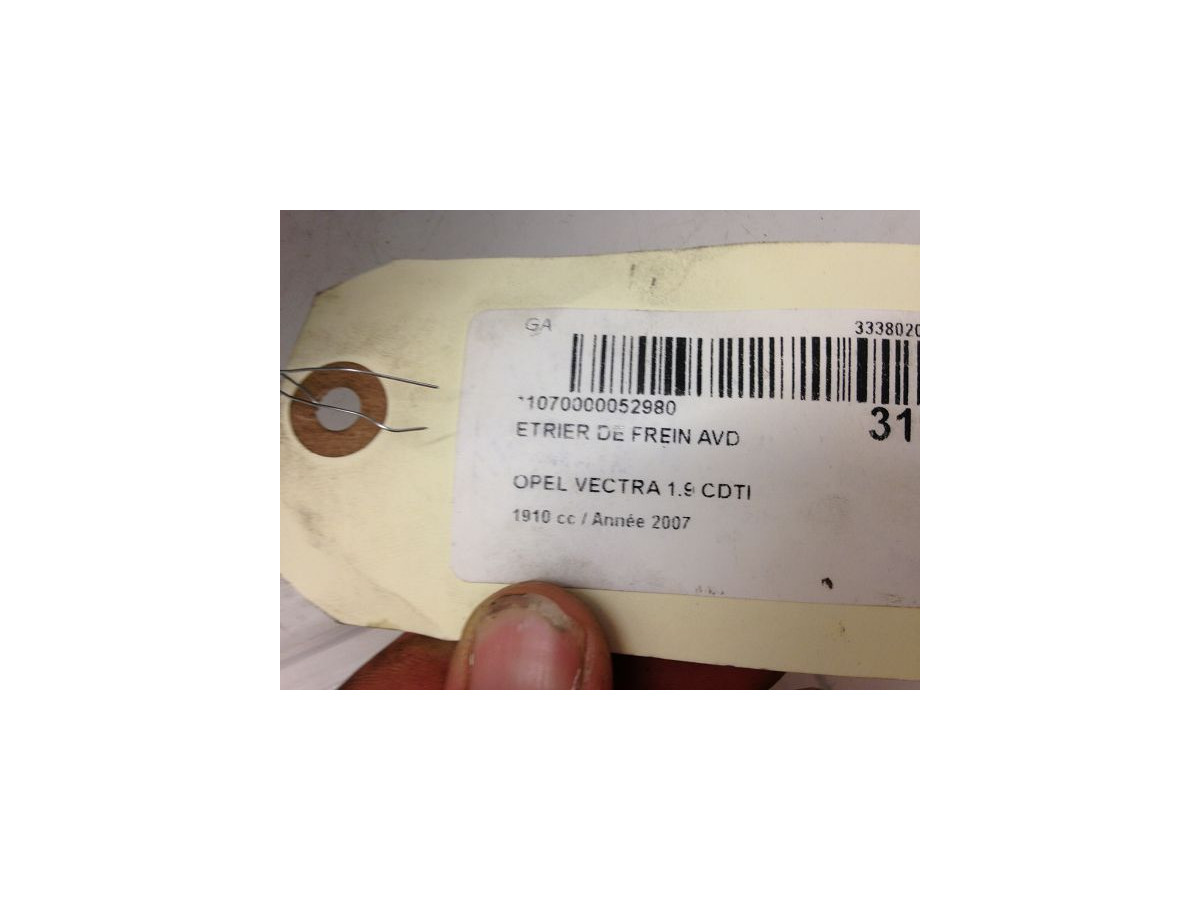 GA
3338020
31
*1070000052980
ETRIER DE FREIN AVD
OPEL VECTRA 1.9 CDTI
1910 cc / Année 2007